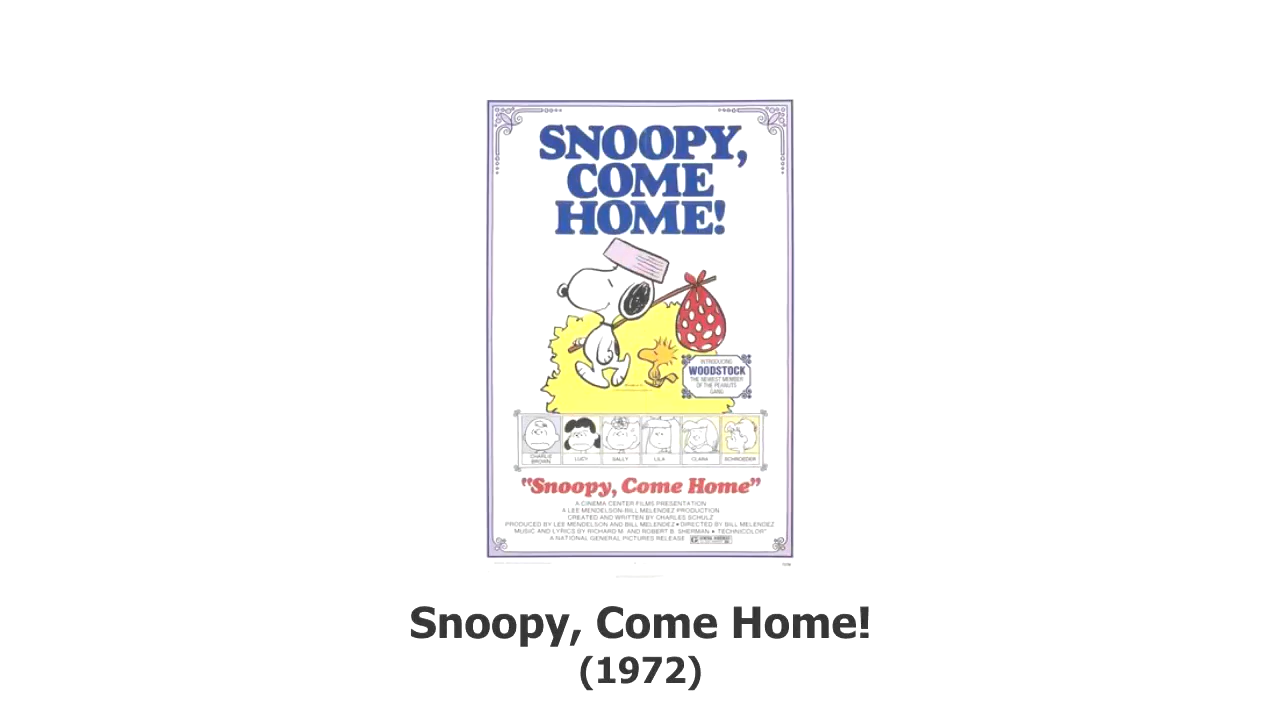 SNOOPY,
COME
HOME!
INTRODUCING
WOODSTOCK
THE NEWEST MEMBER
OF THE PEANUTS
GANG
CHARLIE
BROWN
LUCY
SALLY
LILA
CLARA
SCHROEDER
"Snoopy, Come Home"
A CINEMA CENTER FILMS PRESENTATION
A LEE MENDELSON-BILL MELENDEZ PRODUCTION
CREATED AND WRITTEN BY CHARLES SCHULZ
PRODUCED BY LEE MENDELSON AND BILL MELENDEZ • DIRECTED BY BILL MELENDEZ
MUSIC AND LYRICS BY RICHARD M. AND ROBERT B. SHERMAN • TECHNICOLOR
A NATIONAL GENERAL PICTURES RELEASE G
Snoopy, Come Home!
(1972)